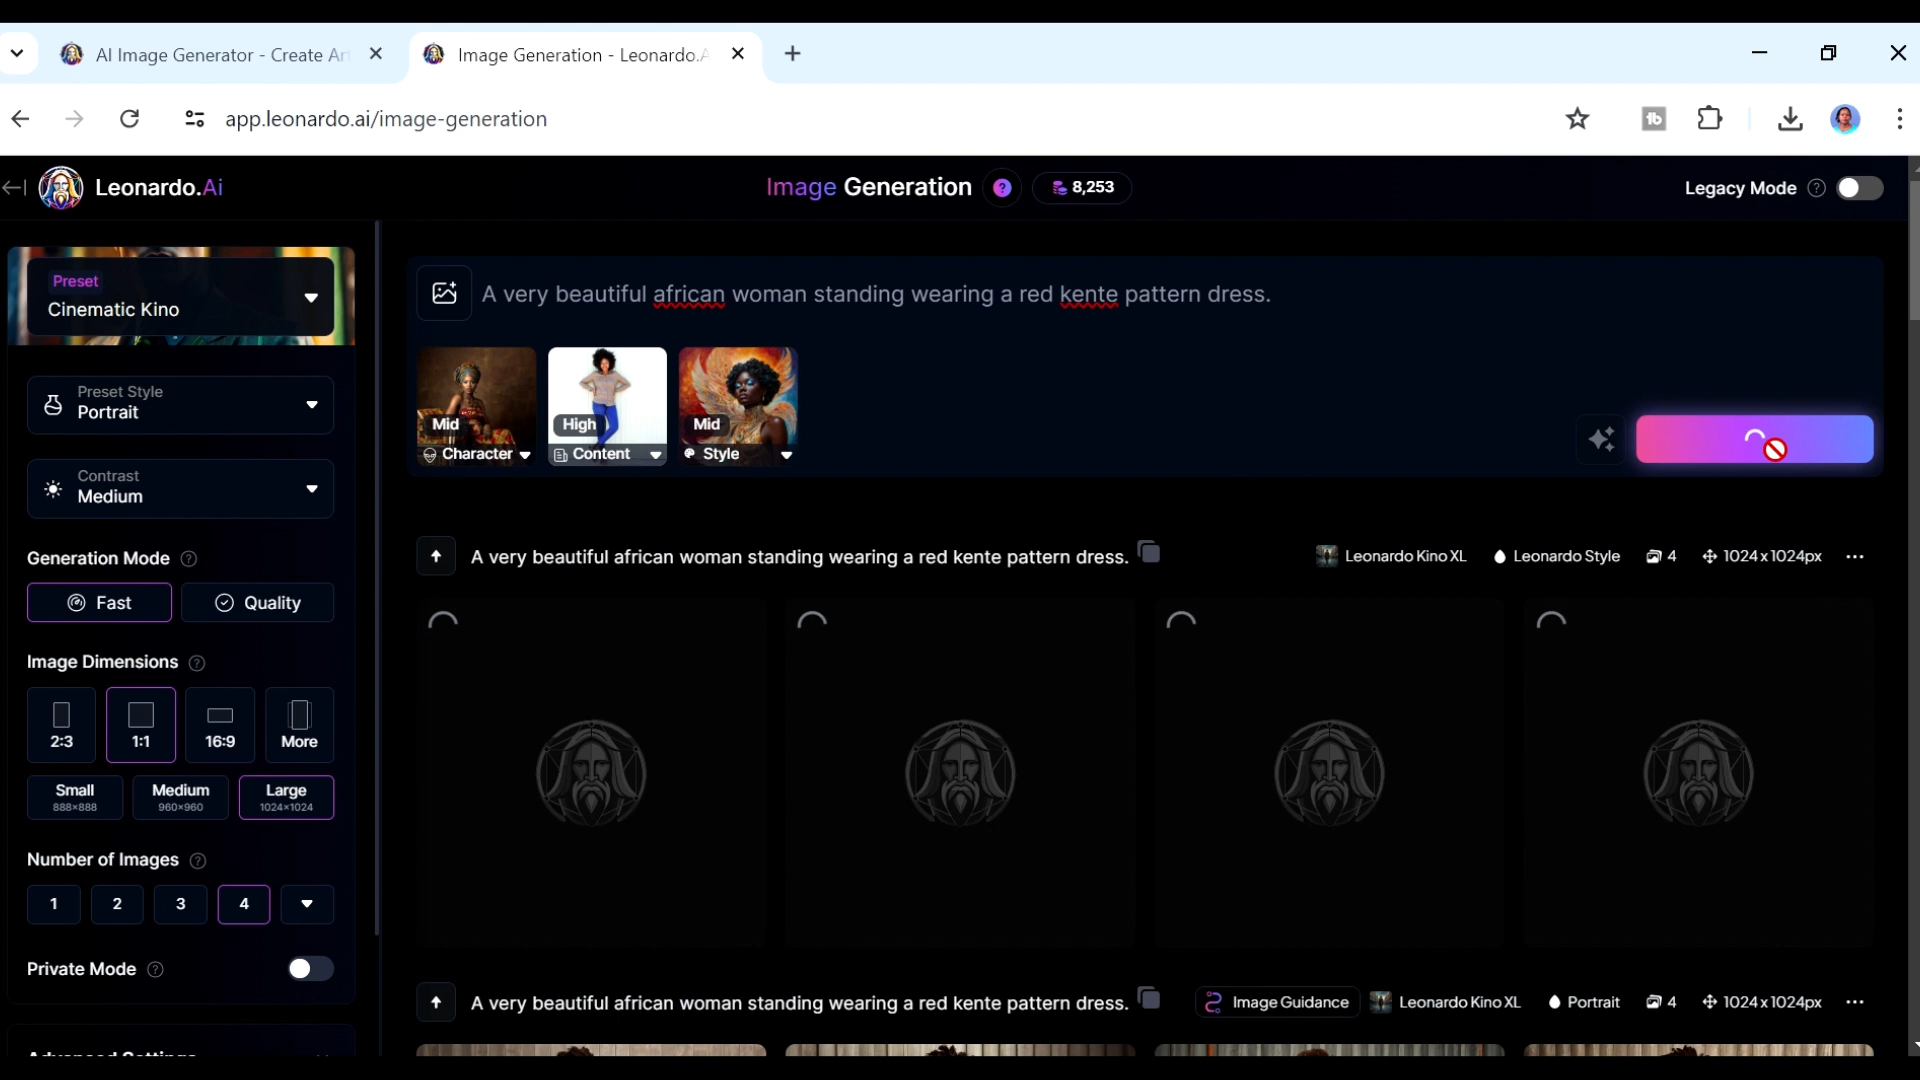 AI Image Generator - Create Ar
Image Generation - Leonardo.A
app.leonardo.ai/image-generation
Leonardo.Ai
Image Generation
?
8,253
Legacy Mode ?
Preset
Cinematic Kino
Preset Style
Portrait
Contrast
Medium
Generation Mode ?
Fast
Quality
Image Dimensions ?
2:3
1:1
16:9
More
Small
888×888
Medium
960×960
Large
1024×1024
Number of Images ?
1
2
3
4
Private Mode ?
Advanced Settings
A very beautiful african woman standing wearing a red kente pattern dress.
Mid
Character
High
Content
Mid
Style
A very beautiful african woman standing wearing a red kente pattern dress.
Leonardo Kino XL
Leonardo Style
4
1024 x 1024px
A very beautiful african woman standing wearing a red kente pattern dress.
Image Guidance
Leonardo Kino XL
Portrait
4
1024 x 1024px